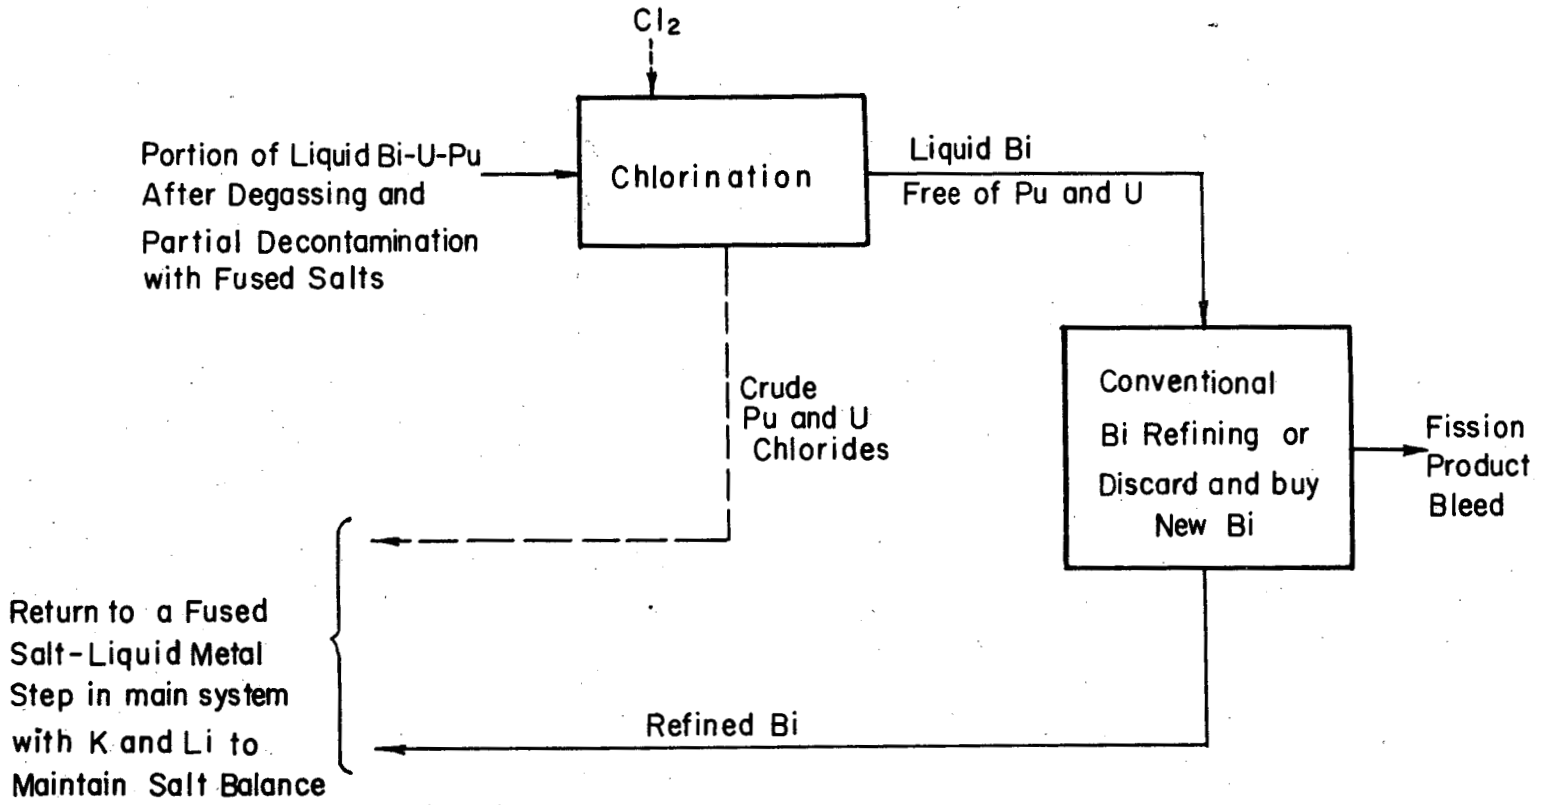 Cl2
Portion of Liquid Bi-U-Pu
After Degassing and
Partial Decontamination
with Fused Salts
Chlorination
Liquid Bi
Free of Pu and U
Crude
Pu and U
Chlorides
Conventional
Bi Refining or
Discard and buy
New Bi
Fission
Product
Bleed
Return to a Fused
Salt-Liquid Metal
Step in main system
with K and Li to
Maintain Salt Balance
Refined Bi